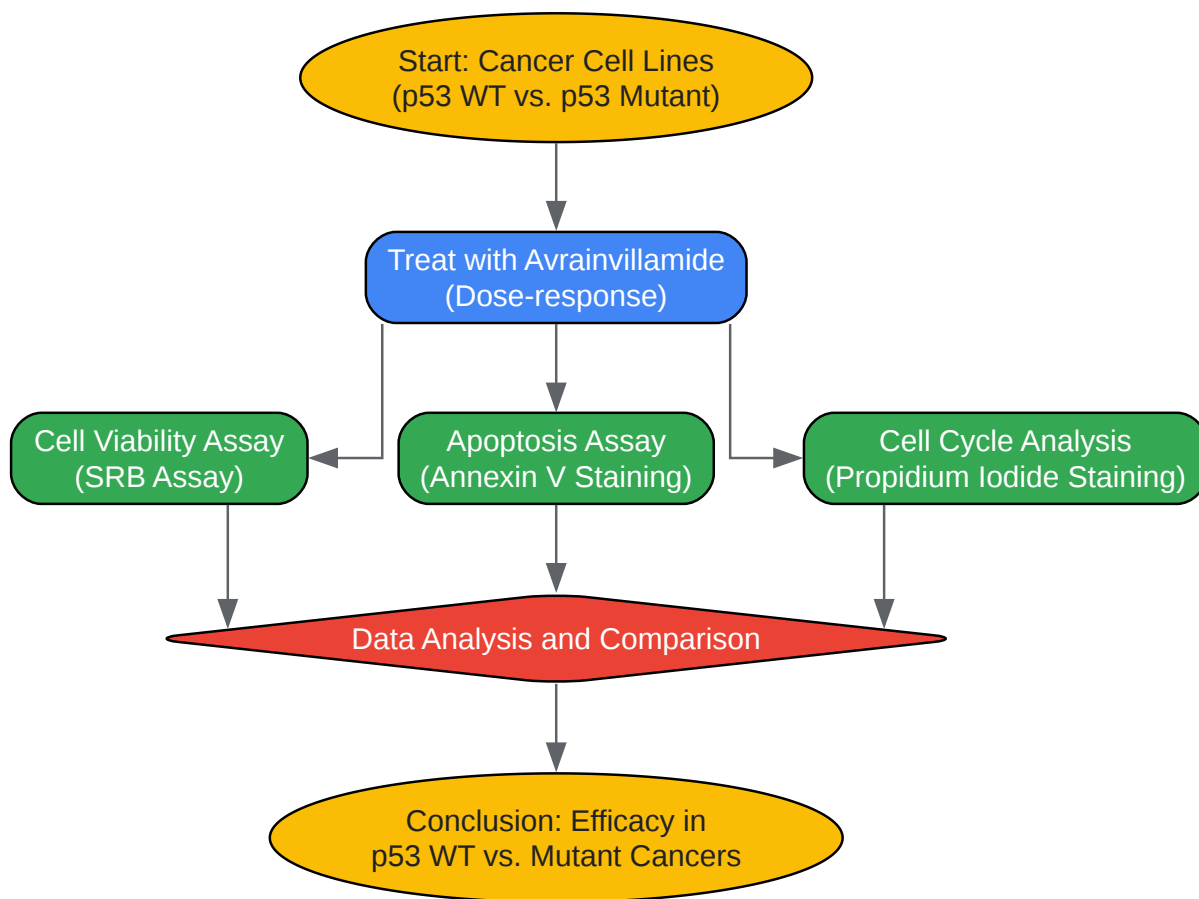 Start: Cancer Cell Lines
(p53 WT vs. p53 Mutant)
Treat with Avrainvillamide
(Dose-response)
Cell Viability Assay
(SRB Assay)
Apoptosis Assay
(Annexin V Staining)
Cell Cycle Analysis
(Propidium Iodide Staining)
Data Analysis and Comparison
Conclusion: Efficacy in
p53 WT vs. Mutant Cancers